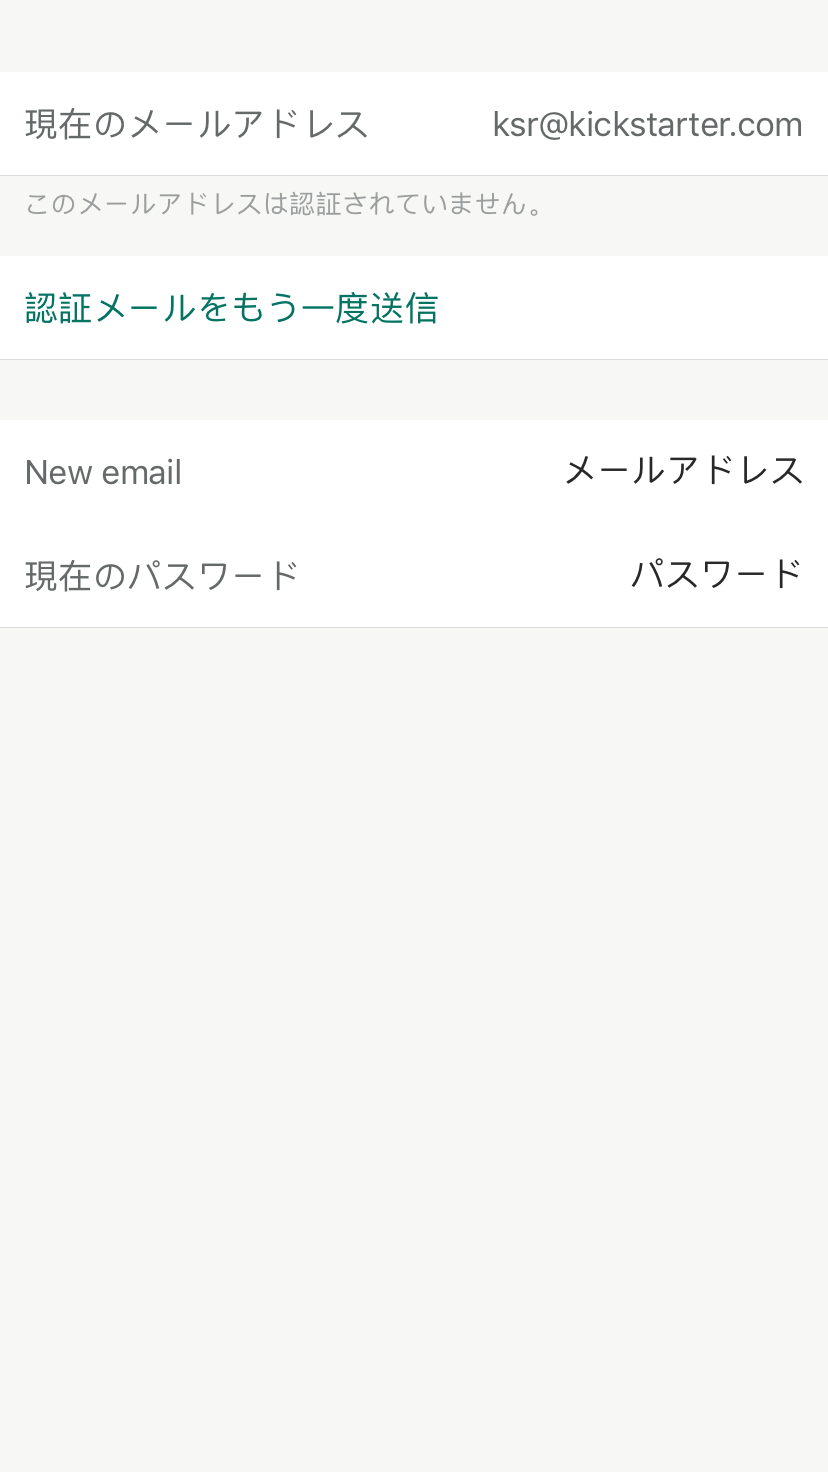 現在のメールアドレス ksr@kickstarter.com
このメールアドレスは認証されていません。
認証メールをもう一度送信
New email メールアドレス
現在のパスワード パスワード